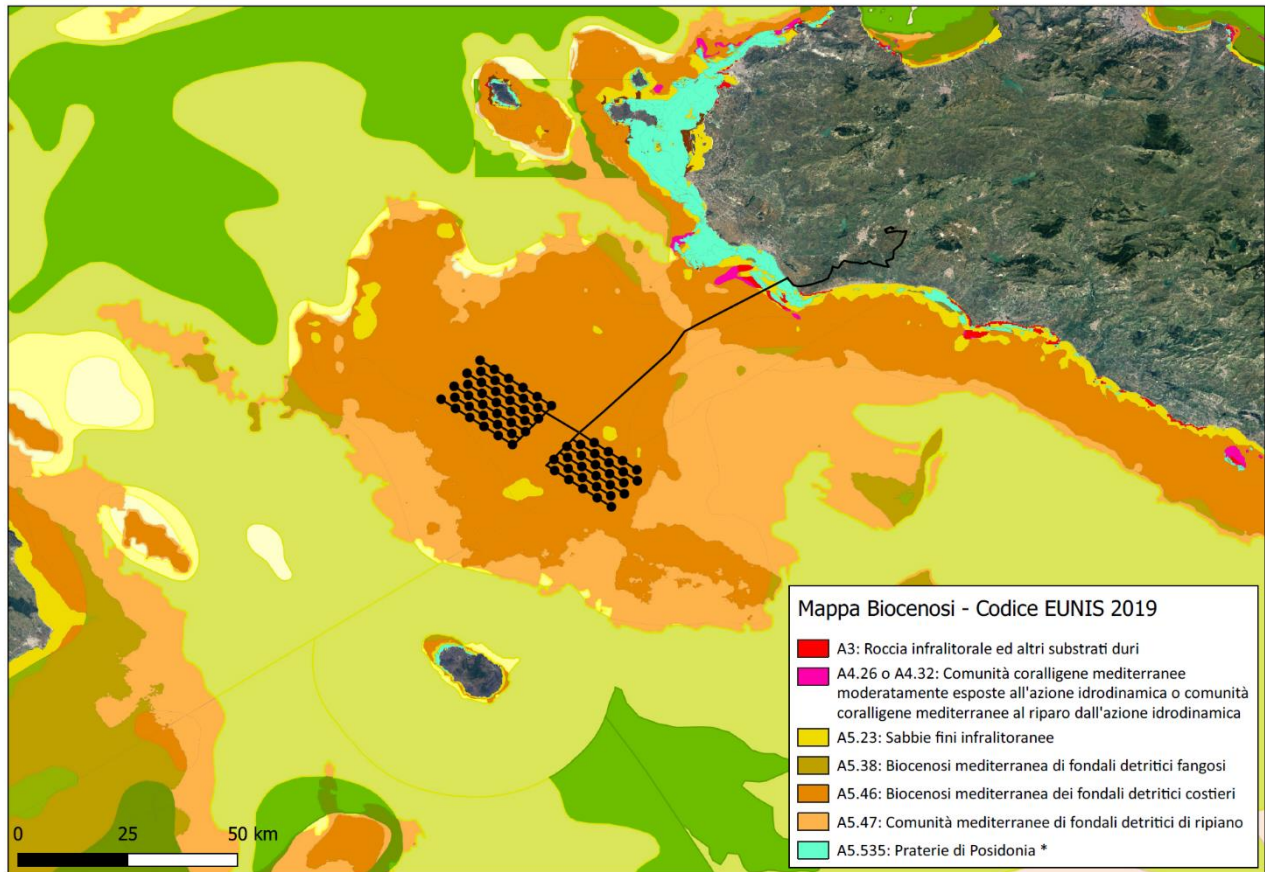 Mappa Biocenosi - Codice EUNIS 2019
A3: Roccia infralitorale ed altri substrati duri
A4.26 o A4.32: Comunità coralligene mediterranee
moderatamente esposte all'azione idrodinamica o comunità
coralligene mediterranee al riparo dall'azione idrodinamica
A5.23: Sabbie fini infralitoranee
A5.38: Biocenosi mediterranea di fondali detritici fangosi
A5.46: Biocenosi mediterranea dei fondali detritici costieri
A5.47: Comunità mediterranee di fondali detritici di ripiano
A5.535: Praterie di Posidonia *
0 25 50 km